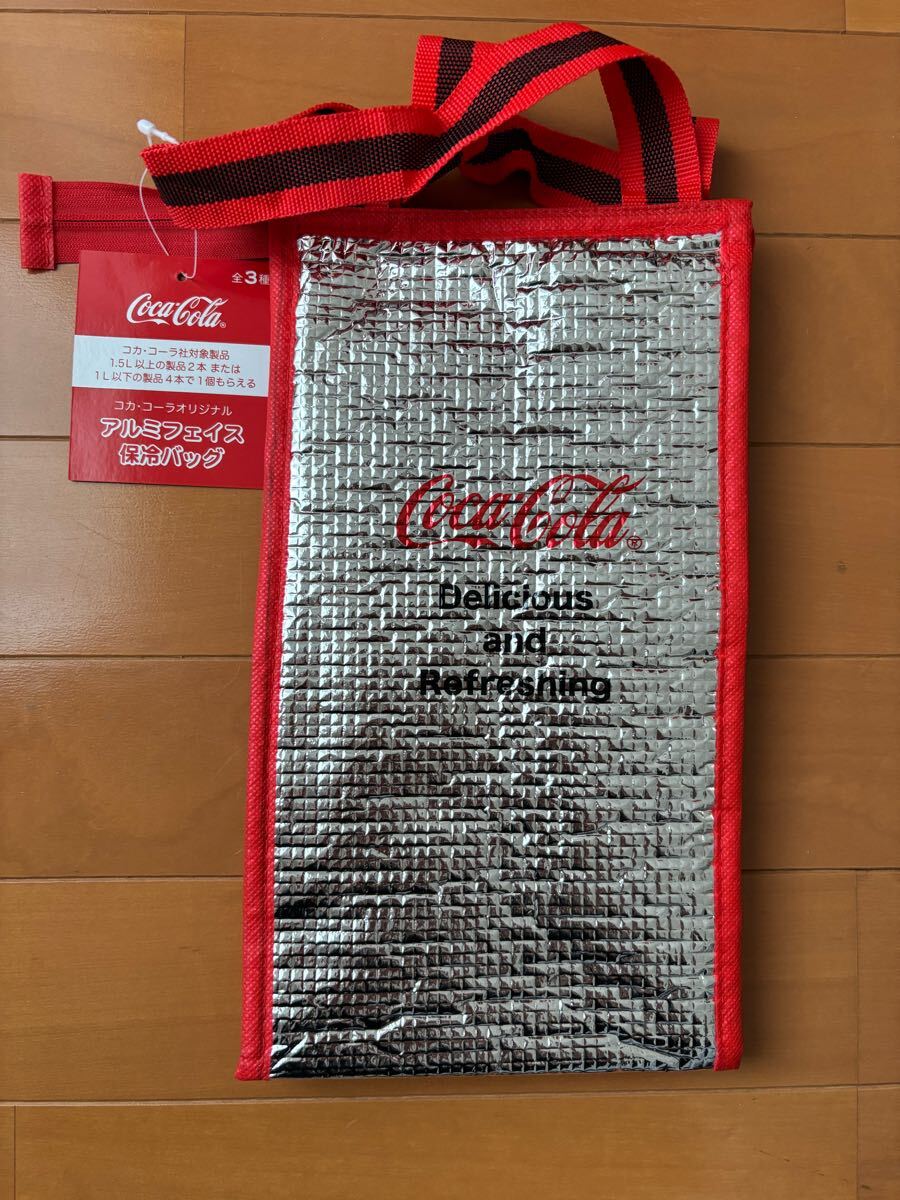 全3種
Coca-Cola®
コカ・コーラ社対象製品
1.5L以上の製品2本 または
1L以下の製品4本で1個もらえる
コカ・コーラオリジナル
アルミフェイス
保冷バッグ
Coca-Cola®
Delicious
and
Refreshing